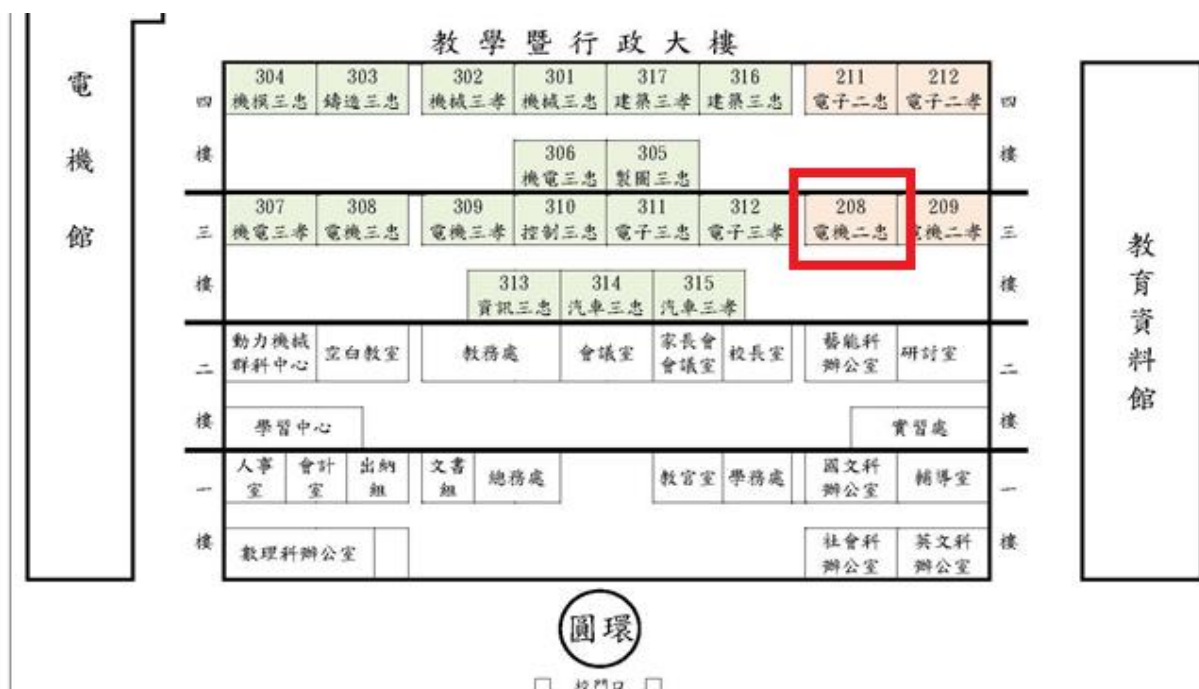 教學暨行政大樓
電機館
304 303 302 301 317 316 211 212
四樓 機模三忠 鑄造三忠 機械三孝 機械三忠 建築三孝 建築三忠 電子二忠 電子二孝 四樓
306 305
機電三忠 製圖三忠
307 308 309 310 311 312 208 209
三樓 機電三孝 電機三忠 電機三孝 控制三忠 電子三忠 電子三孝 電機二忠 電機二孝 三樓
313 314 315
資訊三忠 汽車三忠 汽車三孝
二樓 動力機械 空白教室 教務處 會議室 家長會 校長室 藝能科 研討室 二樓
群科中心 會議室 辦公室
學習中心 實習處
一樓 人事 會計 出納 文書 總務處 教官室 學務處 國文科 輔導室 一樓
室 室 組 組 辦公室
數理科辦公室 社會科 英文科
辦公室 辦公室
教育資料館
圓環
校門口